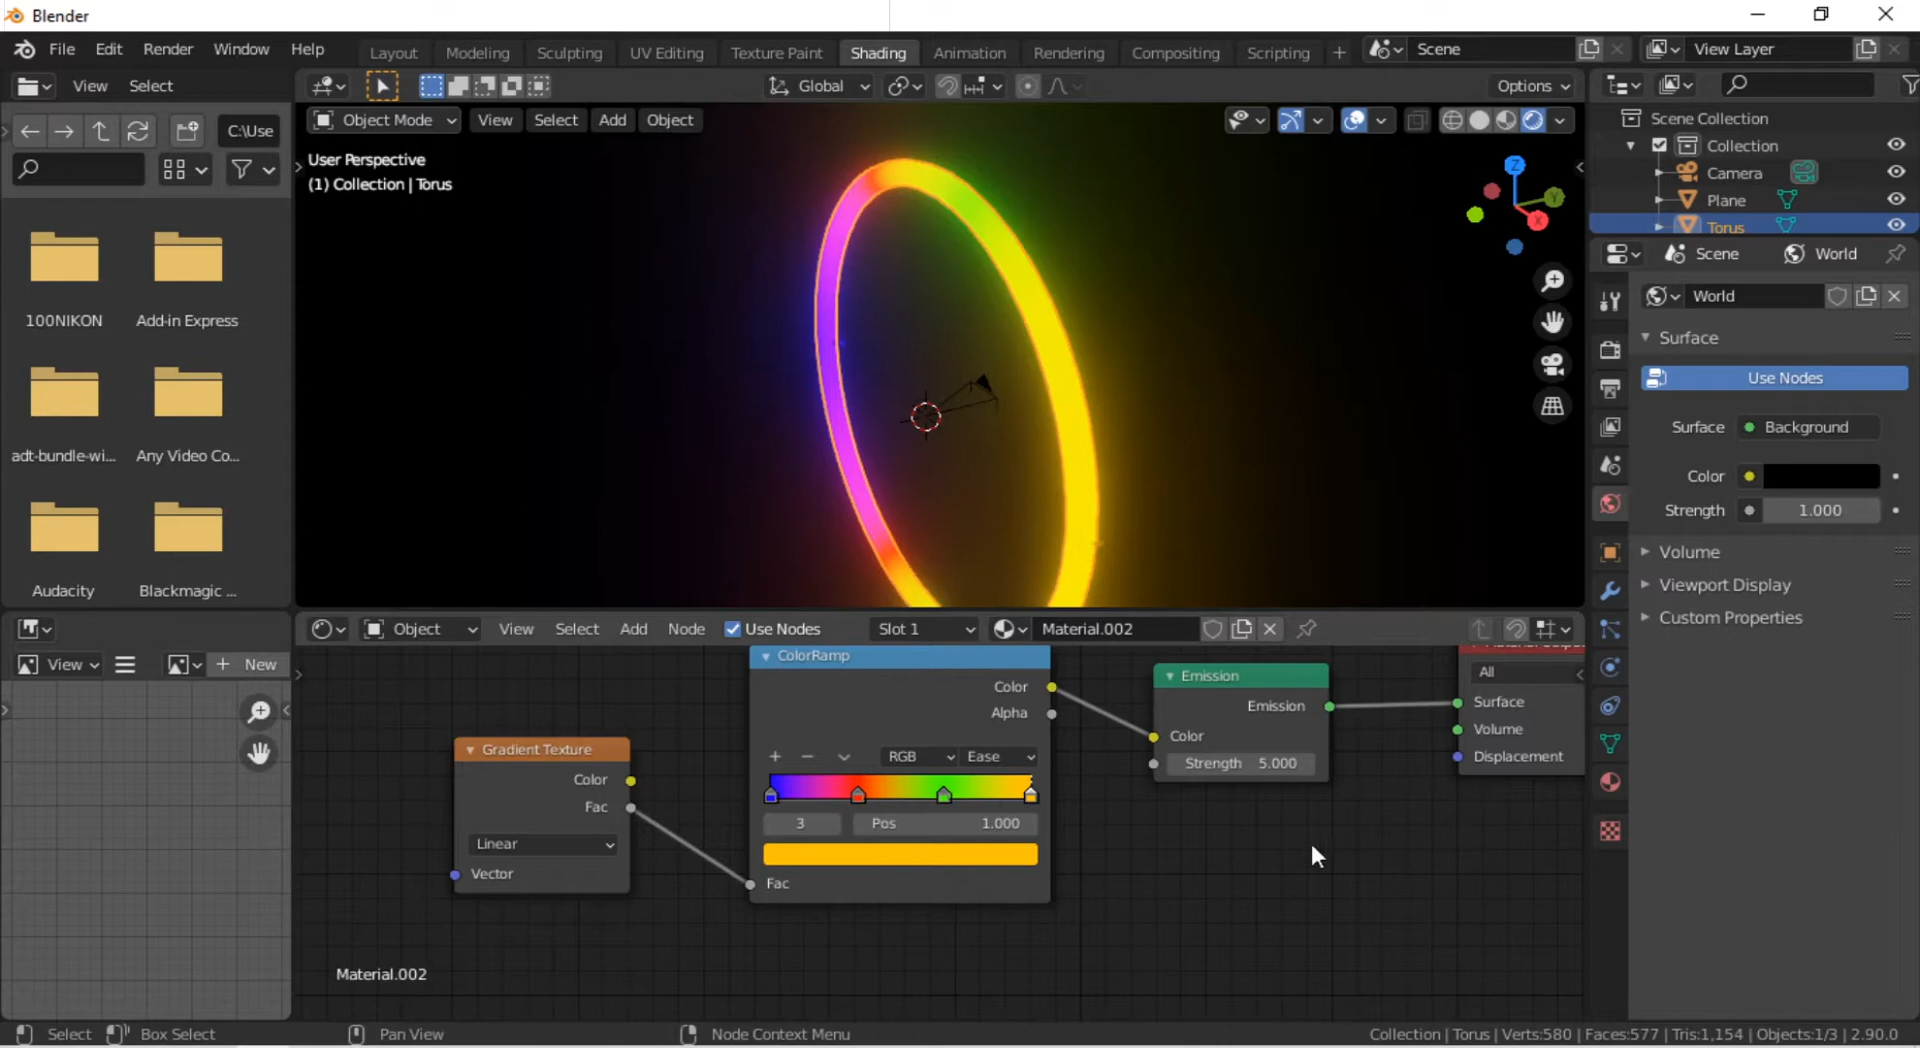 Blender
File Edit Render Window Help
Layout Modeling Sculpting UV Editing Texture Paint Shading Animation Rendering Compositing Scripting +
Scene
View Layer
View Select
Global
Options
C:\Use
Object Mode View Select Add Object
User Perspective
(1) Collection | Torus
Z
X
Y
Scene Collection
Collection
Camera
Plane
Torus
Scene World
World
Surface
Use Nodes
Surface Background
Color
Strength 1.000
Volume
Viewport Display
Custom Properties
100NIKON Add-in Express
adt-bundle-wi... Any Video Co...
Audacity Blackmagic ...
Object View Select Add Node Use Nodes Slot 1 Material.002
View + New
Gradient Texture
Color
Fac
Linear
Vector
ColorRamp
Color
Alpha
+ − RGB Ease
3 Pos 1.000
Fac
Emission
Emission
Color
Strength 5.000
All
Surface
Volume
Displacement
Material.002
Select Box Select Pan View Node Context Menu
Collection | Torus | Verts:580 | Faces:577 | Tris:1,154 | Objects:1/3 | 2.90.0